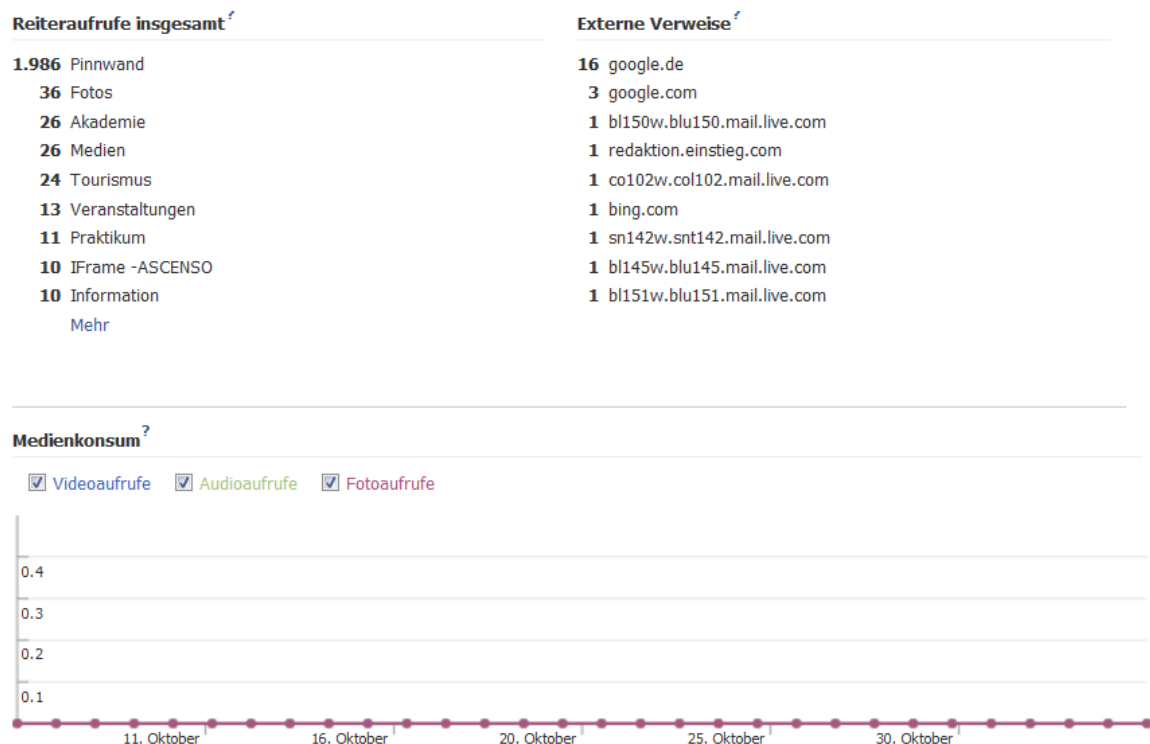 Reiteraufrufe insgesamt?
1.986 Pinnwand
36 Fotos
26 Akademie
26 Medien
24 Tourismus
13 Veranstaltungen
11 Praktikum
10 IFrame -ASCENSO
10 Information
Mehr
Externe Verweise?
16 google.de
3 google.com
1 bl150w.blu150.mail.live.com
1 redaktion.einstieg.com
1 co102w.col102.mail.live.com
1 bing.com
1 sn142w.snt142.mail.live.com
1 bl145w.blu145.mail.live.com
1 bl151w.blu151.mail.live.com
Medienkonsum?
Videoaufrufe Audioaufrufe Fotoaufrufe
0.4
0.3
0.2
0.1
11. Oktober 16. Oktober 20. Oktober 25. Oktober 30. Oktober